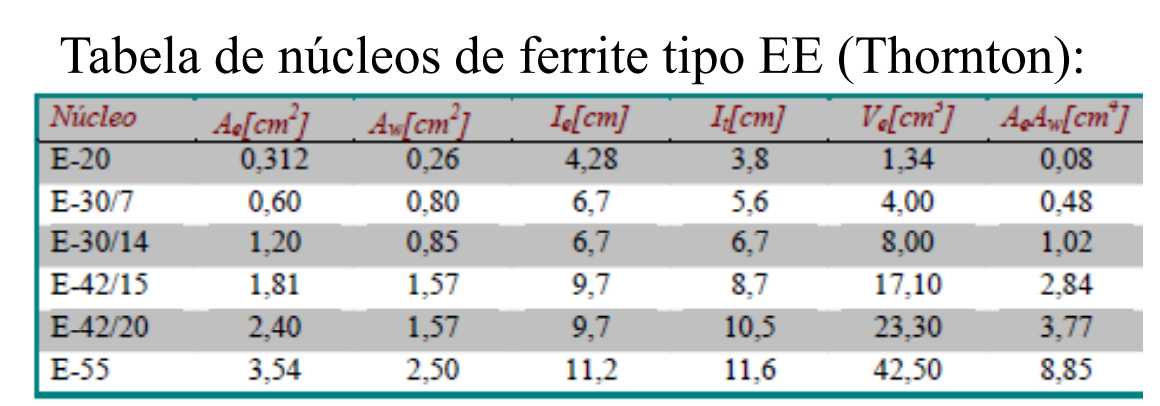 Tabela de núcleos de ferrite tipo EE (Thornton):
Núcleo Ae[cm²] Aw[cm²] Ie[cm] It[cm] Ve[cm³] AeAw[cm⁴]
E-20 0,312 0,26 4,28 3,8 1,34 0,08
E-30/7 0,60 0,80 6,7 5,6 4,00 0,48
E-30/14 1,20 0,85 6,7 6,7 8,00 1,02
E-42/15 1,81 1,57 9,7 8,7 17,10 2,84
E-42/20 2,40 1,57 9,7 10,5 23,30 3,77
E-55 3,54 2,50 11,2 11,6 42,50 8,85